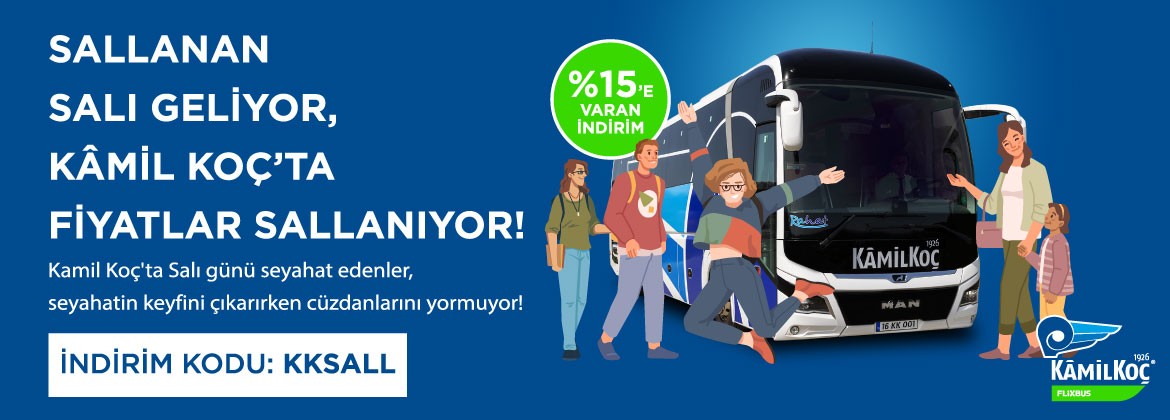 SALLANAN
SALI GELİYOR,
KÂMİL KOÇ’TA
FİYATLAR SALLANIYOR!
Kamil Koç'ta Salı günü seyahat edenler,
seyahatin keyfini çıkarırken cüzdanlarını yormuyor!
İNDİRİM KODU: KKSALL
%15’E
VARAN
İNDİRİM
Rahat
1926
KÂMİLKOÇ
MAN
16 KK 001
1926
KÂMİLKOÇ®
FLIXBUS